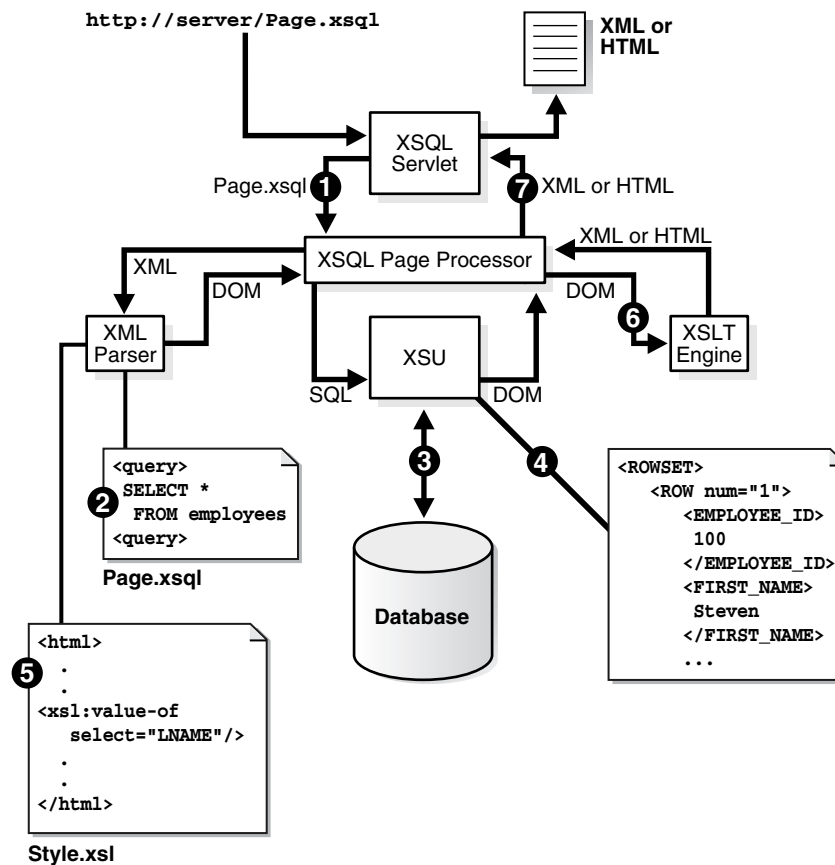 http://server/Page.xsql
XML or
HTML
XSQL
Servlet
Page.xsql
1
7
XML or HTML
XML or HTML
XSQL Page Processor
XML
DOM
DOM
6
XML
Parser
XSU
XSLT
Engine
SQL
DOM
3
4
2
<query>
SELECT *
FROM employees
<query>
Page.xsql
Database
<ROWSET>
<ROW num="1">
<EMPLOYEE_ID>
100
</EMPLOYEE_ID>
<FIRST_NAME>
Steven
</FIRST_NAME>
...
5
<html>
.
.
<xsl:value-of
select="LNAME"/>
.
.
</html>
Style.xsl